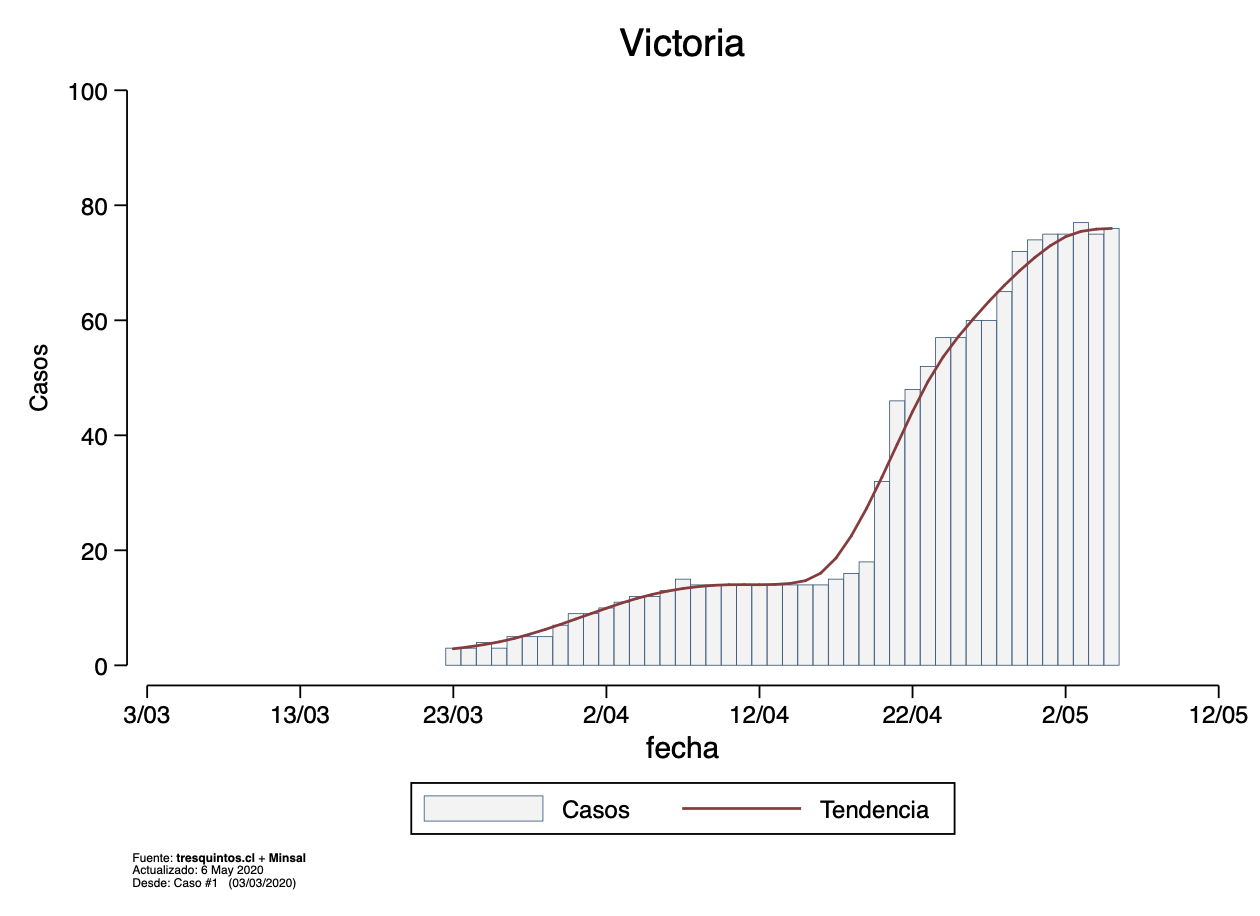 Victoria
100
80
60
40
20
0
Casos
3/03 13/03 23/03 2/04 12/04 22/04 2/05 12/05
fecha
Casos Tendencia
Fuente: tresquintos.cl + Minsal
Actualizado: 6 May 2020
Desde: Caso #1 (03/03/2020)